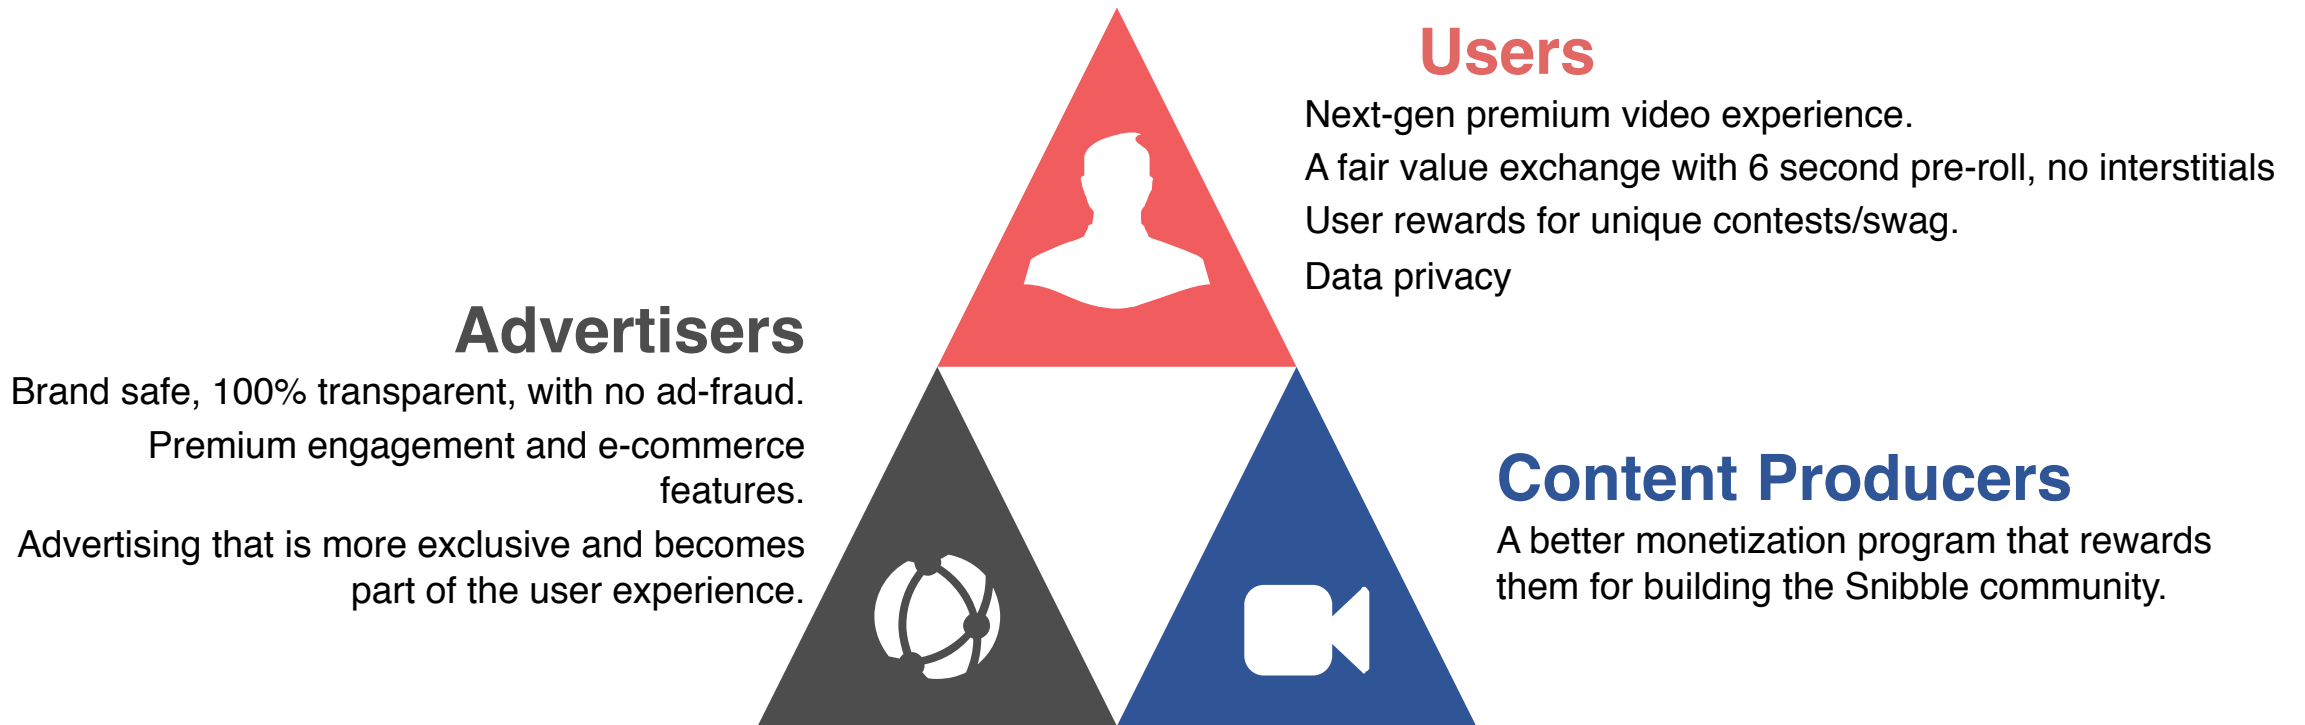 Users
Next-gen premium video experience.
A fair value exchange with 6 second pre-roll, no interstitials
User rewards for unique contests/swag.
Data privacy
Advertisers
Brand safe, 100% transparent, with no ad-fraud.
Premium engagement and e-commerce
features.
Advertising that is more exclusive and becomes
part of the user experience.
Content Producers
A better monetization program that rewards
them for building the Snibble community.